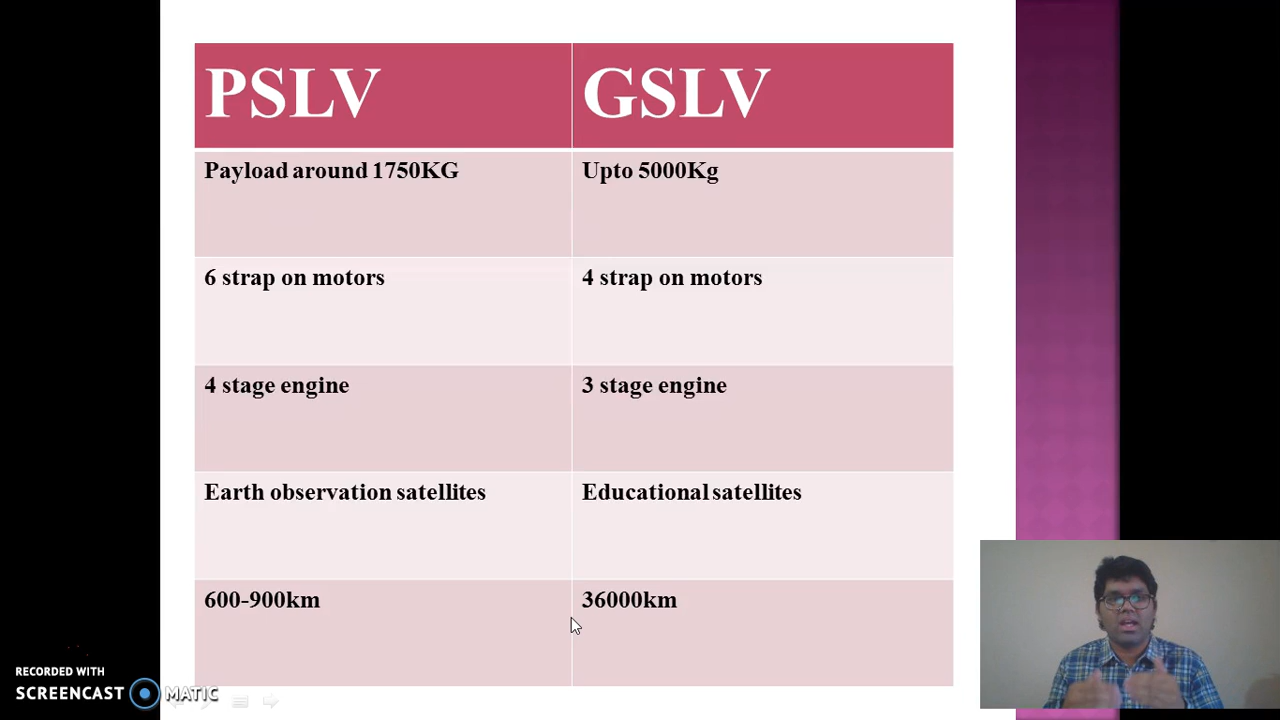 PSLV
GSLV
Payload around 1750KG
Upto 5000Kg
6 strap on motors
4 strap on motors
4 stage engine
3 stage engine
Earth observation satellites
Educational satellites
600-900km
36000km
RECORDED WITH
SCREENCAST MATIC